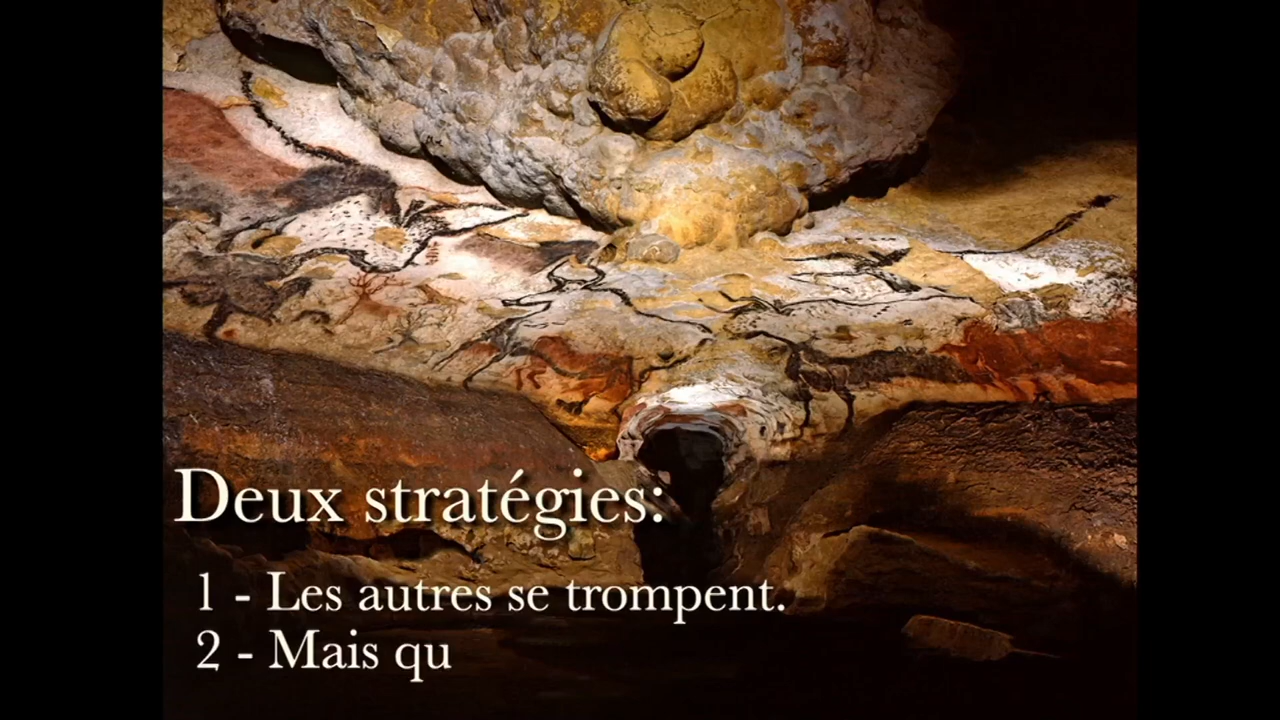 Deux stratégies:
1 - Les autres se trompent.
2 - Mais qu